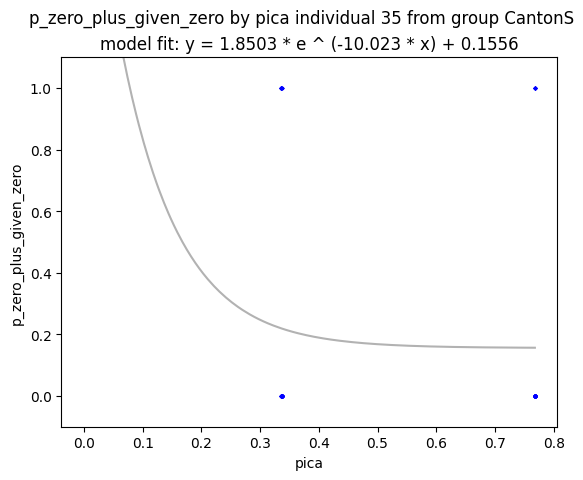 p_zero_plus_given_zero by pica individual 35 from group CantonS
model fit: y = 1.8503 * e ^ (-10.023 * x) + 0.1556
1.0
0.8
0.6
0.4
0.2
0.0
p_zero_plus_given_zero
0.0 0.1 0.2 0.3 0.4 0.5 0.6 0.7 0.8
pica